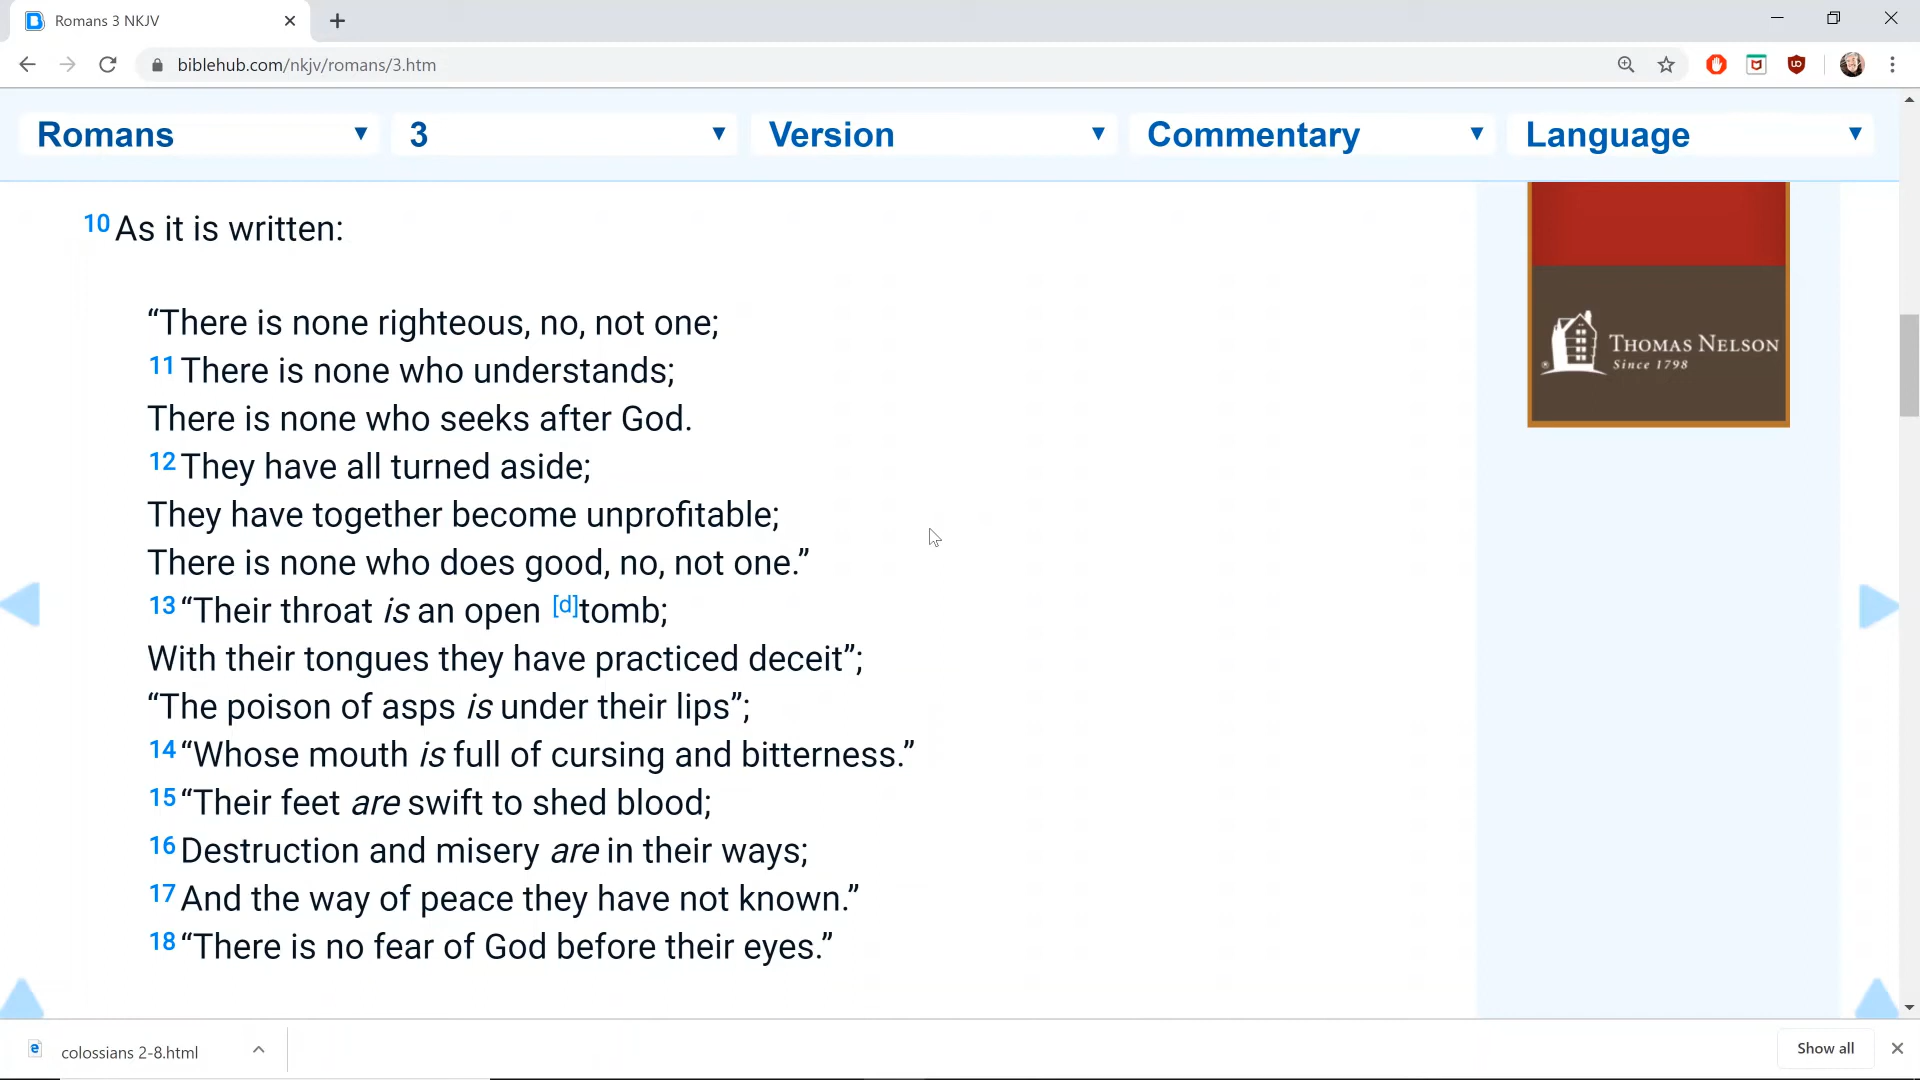 Romans 3 NKJV
biblehub.com/nkjv/romans/3.htm
Romans 3 Version Commentary Language
10 As it is written:
“There is none righteous, no, not one;
11 There is none who understands;
There is none who seeks after God.
12 They have all turned aside;
They have together become unprofitable;
There is none who does good, no, not one.”
13 “Their throat is an open [d]tomb;
With their tongues they have practiced deceit”;
“The poison of asps is under their lips”;
14 “Whose mouth is full of cursing and bitterness.”
15 “Their feet are swift to shed blood;
16 Destruction and misery are in their ways;
17 And the way of peace they have not known.”
18 “There is no fear of God before their eyes.”
THOMAS NELSON
Since 1798
colossians 2-8.html
Show all